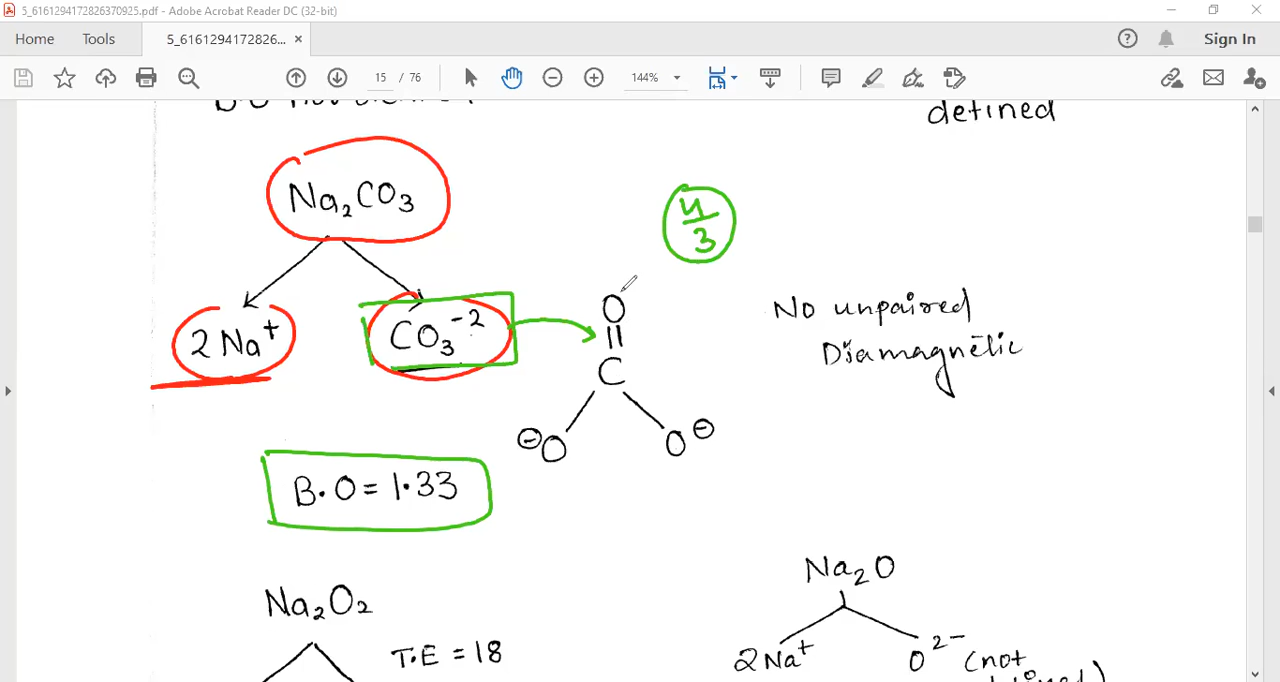 5_6161294172826370925.pdf - Adobe Acrobat Reader DC (32-bit)
Home Tools 5_6161294172826... × Sign In
15 / 76 144%
defined
Na₂CO₃
4/3
2Na⁺ CO₃⁻² O
C
⊖O O⊖
No unpaired
Diamagnetic
B.O = 1.33
Na₂O₂
T.E = 18
Na₂O
2Na⁺ O²⁻ (not